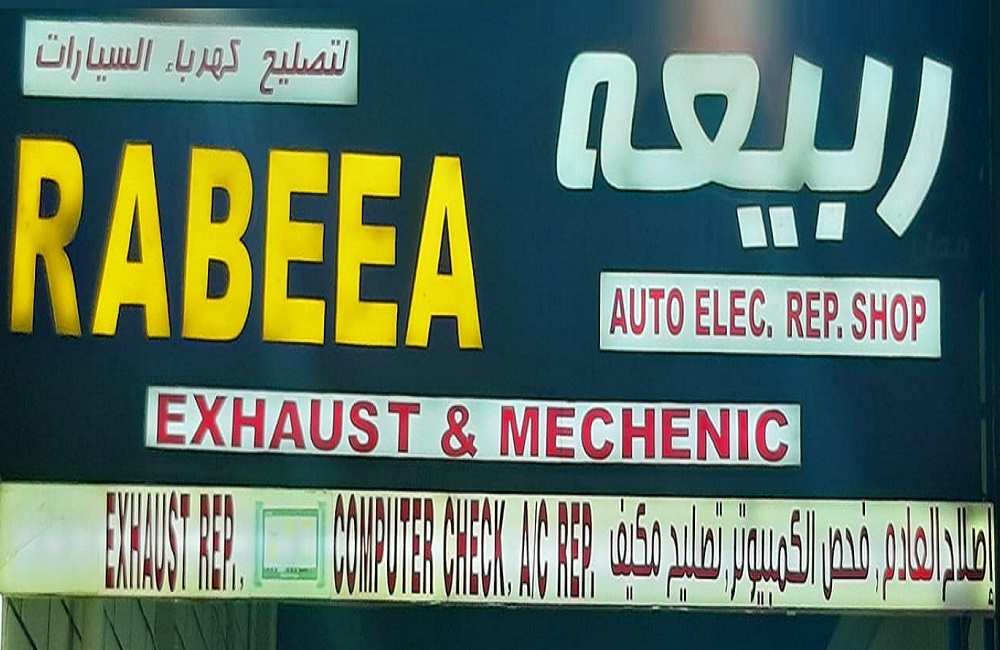 ربيعه
لتصليح كهرباء السيارات
RABEEA
AUTO ELEC. REP. SHOP
EXHAUST & MECHENIC
EXHAUST REP., COMPUTER CHECK. A/C REP. إصلاح العادم, فحص الكمبيوتر, تصليح مكيف